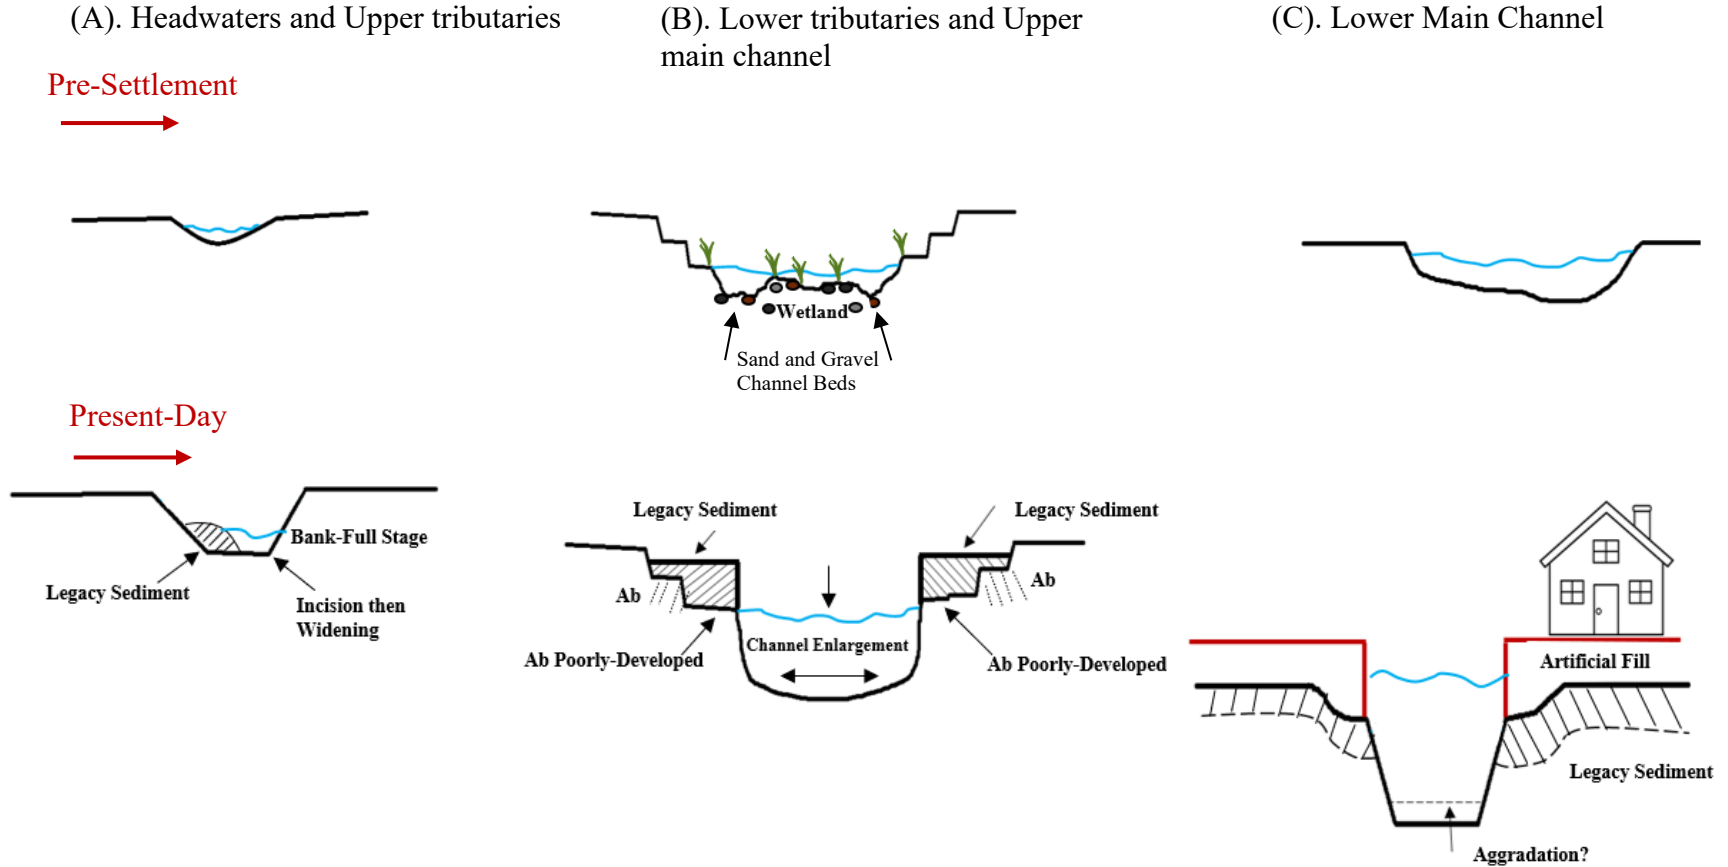 (A). Headwaters and Upper tributaries
(B). Lower tributaries and Upper
main channel
(C). Lower Main Channel
Pre-Settlement
Wetland
Sand and Gravel
Channel Beds
Present-Day
Bank-Full Stage
Legacy Sediment
Incision then
Widening
Legacy Sediment
Legacy Sediment
Ab
Ab
Channel Enlargement
Ab Poorly-Developed
Ab Poorly-Developed
Artificial Fill
Legacy Sediment
Aggradation?